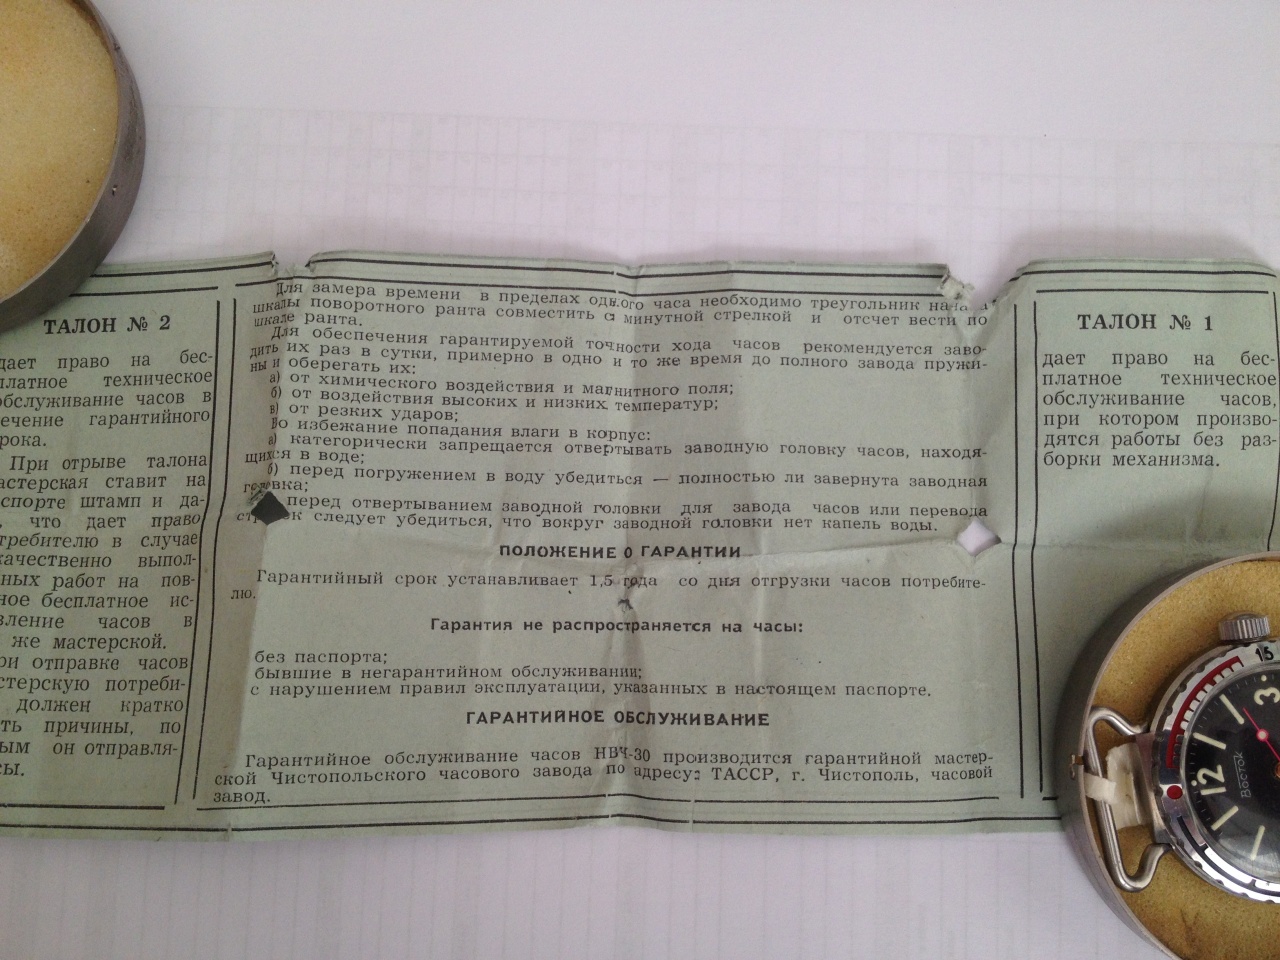 ТАЛОН № 2
дает право на бес-
платное техническое
обслуживание часов в
течение гарантийного
срока.
При отрыве талона
мастерская ставит на
паспорте штамп и да-
что дает право
потребителю в случае
качественно выпол-
ных работ на пов-
ное бесплатное ис-
вление часов в
же мастерской.
При отправке часов
мастерскую потреби-
должен кратко
причины, по
он отправля-
Для замера времени в пределах одного часа необходимо треугольник
шкалы поворотного ранта совместить с минутной стрелкой и отсчет вести по
шкале ранта.
Для обеспечения гарантируемой точности хода часов рекомендуется заво-
дить их раз в сутки, примерно в одно и то же время до полного завода пружи-
ны и оберегать их:
а) от химического воздействия и магнитного поля;
б) от воздействия высоких и низких температур;
в) от резких ударов;
Во избежание попадания влаги в корпус:
а) категорически запрещается отвертывать заводную головку часов, находя-
щихся в воде;
б) перед погружением в воду убедиться — полностью ли завернута заводная
головка;
перед отвертыванием заводной головки для завода часов или перевода
стрелок следует убедиться, что вокруг заводной головки нет капель воды.
ПОЛОЖЕНИЕ О ГАРАНТИИ
Гарантийный срок устанавливает 1,5 года со дня отгрузки часов потребите-
лю.
Гарантия не распространяется на часы:
без паспорта;
бывшие в негарантийном обслуживании;
с нарушением правил эксплуатации, указанных в настоящем паспорте.
ГАРАНТИЙНОЕ ОБСЛУЖИВАНИЕ
Гарантийное обслуживание часов НВЧ-30 производится гарантийной мастер-
ской Чистопольского часового завода по адресу: ТАССР, г. Чистополь, часовой
завод.
ТАЛОН № 1
дает право на бес-
платное техническое
обслуживание часов,
при котором произво-
дятся работы без раз-
борки механизма.
15
3
12
Восток